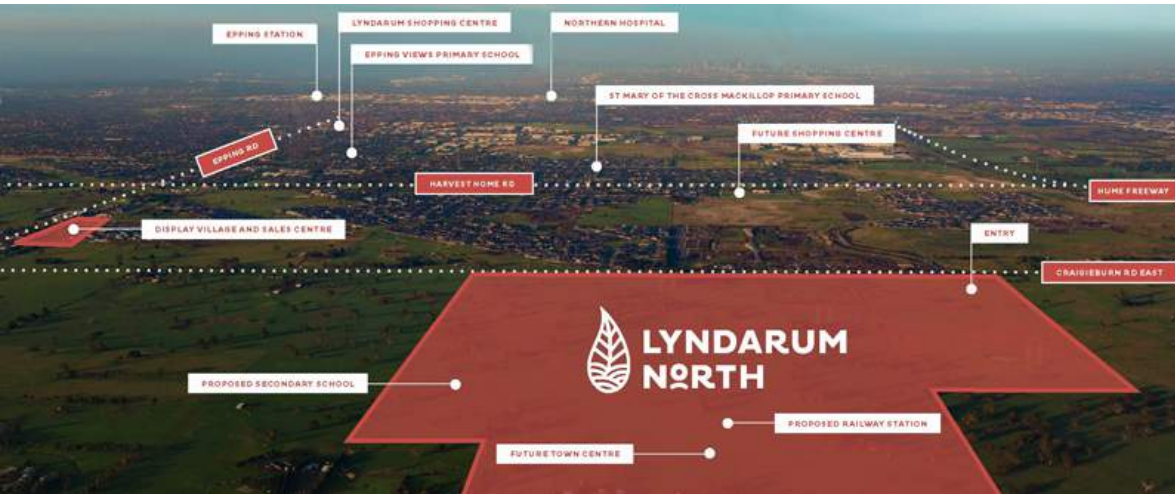 LYNDARUM SHOPPING CENTRE
NORTHERN HOSPITAL
EPPING STATION
EPPING VIEWS PRIMARY SCHOOL
ST MARY OF THE CROSS MACKILLOP PRIMARY SCHOOL
FUTURE SHOPPING CENTRE
EPPING RD
HARVEST HOME RD
HUME FREEWAY
DISPLAY VILLAGE AND SALES CENTRE
ENTRY
CRAIGIEBURN RD EAST
LYNDARUM
NORTH
PROPOSED SECONDARY SCHOOL
PROPOSED RAILWAY STATION
FUTURE TOWN CENTRE